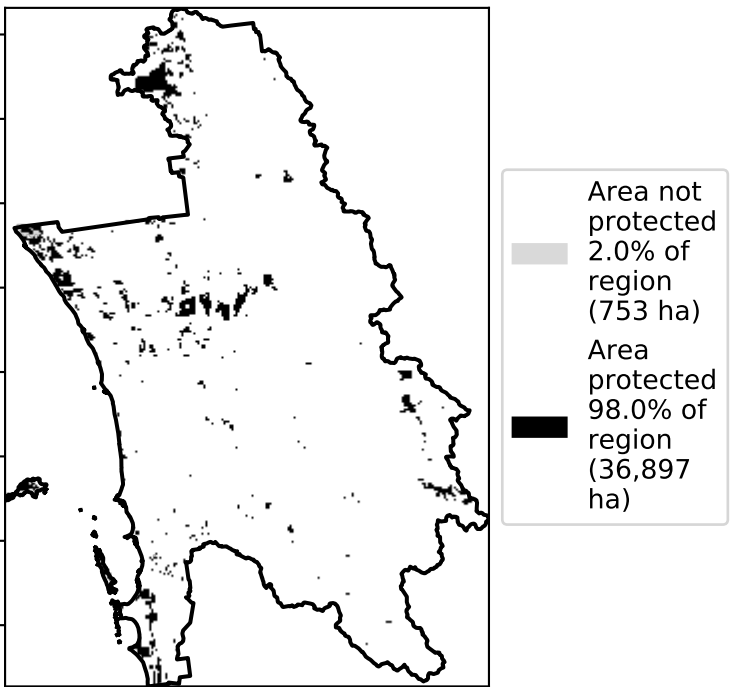 Area not
protected
2.0% of
region
(753 ha)
Area
protected
98.0% of
region
(36,897
ha)